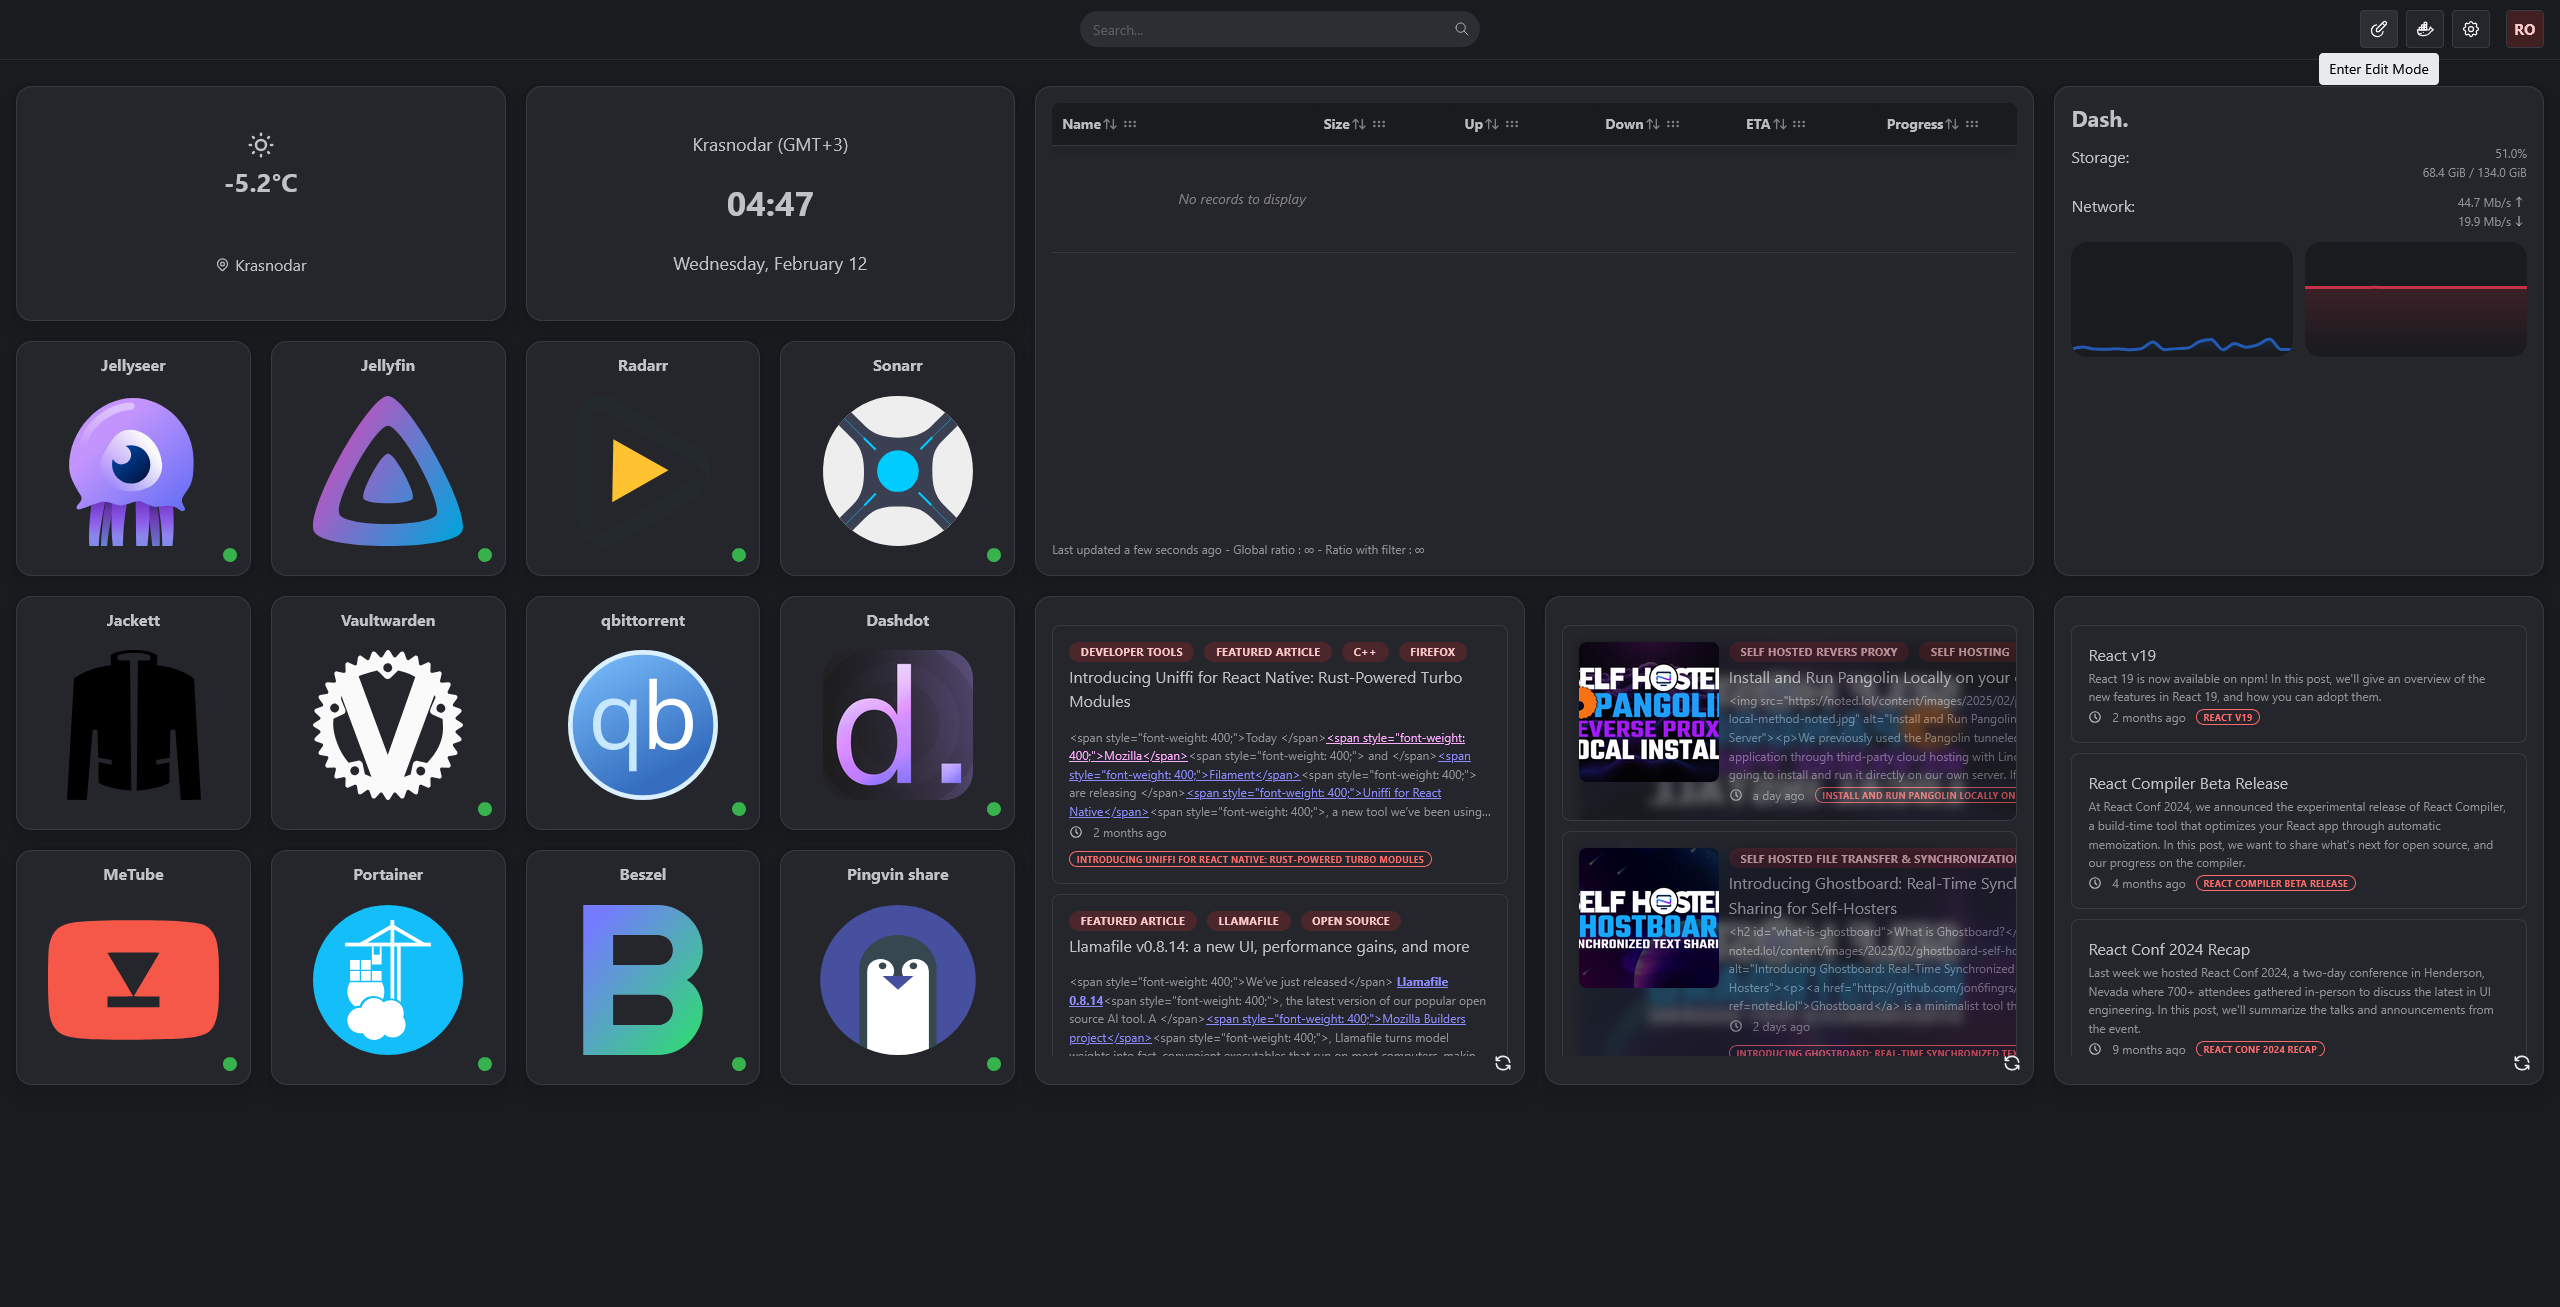 Search...
RO
Enter Edit Mode
-5.2°C
Krasnodar
Krasnodar (GMT+3)
04:47
Wednesday, February 12
Name
Size
Up
Down
ETA
Progress
No records to display
Last updated a few seconds ago - Global ratio : ∞ - Ratio with filter : ∞
Dash.
Storage:
51.0%
68.4 GiB / 134.0 GiB
Network:
44.7 Mb/s ↑
19.9 Mb/s ↓
Jellyseer
Jellyfin
Radarr
Sonarr
Jackett
Vaultwarden
qbittorrent
qb
Dashdot
d.
MeTube
Portainer
Beszel
B
Pingvin share
DEVELOPER TOOLS
FEATURED ARTICLE
C++
FIREFOX
Introducing Uniffi for React Native: Rust-Powered Turbo
Modules
<span style="font-weight: 400;">Today </span><span style="font-weight:
400;">Mozilla</span><span style="font-weight: 400;"> and </span><span
style="font-weight: 400;">Filament</span><span style="font-weight: 400;">
are releasing </span><span style="font-weight: 400;">Uniffi for React
Native</span><span style="font-weight: 400;">, a new tool we've been using...
2 months ago
INTRODUCING UNIFFI FOR REACT NATIVE: RUST-POWERED TURBO MODULES
FEATURED ARTICLE
LLAMAFILE
OPEN SOURCE
Llamafile v0.8.14: a new UI, performance gains, and more
<span style="font-weight: 400;">We've just released</span> Llamafile
0.8.14<span style="font-weight: 400;">, the latest version of our popular open
source AI tool. A </span><span style="font-weight: 400;">Mozilla Builders
project</span><span style="font-weight: 400;">, Llamafile turns model
weights into fast, convenient executables that run on most computers, makin
ELF HOSTE
PANGOLI
EVERSE PROX
OCAL INSTAL
SELF HOSTED REVERS PROXY
SELF HOSTING
Install and Run Pangolin Locally on your
<img src="https://noted.lol/content/images/2025/02/
local-method-noted.jpg" alt="Install and Run Pangolin
Server"><p>We previously used the Pangolin tunneled
application through third-party cloud hosting with Lin
going to install and run it directly on our own server. If
a day ago
INSTALL AND RUN PANGOLIN LOCALLY ON
ELF HOSTE
HOSTBOAR
NCHRONIZED TEXT SHARI
SELF HOSTED FILE TRANSFER & SYNCHRONIZATIO
Introducing Ghostboard: Real-Time Syncl
Sharing for Self-Hosters
<h2 id="what-is-ghostboard">What is Ghostboard?</
noted.lol/content/images/2025/02/ghostboard-self-ho
alt="Introducing Ghostboard: Real-Time Synchronized
Hosters"><p><a href="https://github.com/jon6fingrs/
ref=noted.lol">Ghostboard</a> is a minimalist tool th
2 days ago
INTRODUCING GHOSTBOARD: REAL-TIME SYNCHRONIZED TEX
React v19
React 19 is now available on npm! In this post, we'll give an overview of the
new features in React 19, and how you can adopt them.
2 months ago
REACT V19
React Compiler Beta Release
At React Conf 2024, we announced the experimental release of React Compiler,
a build-time tool that optimizes your React app through automatic
memoization. In this post, we want to share what's next for open source, and
our progress on the compiler.
4 months ago
REACT COMPILER BETA RELEASE
React Conf 2024 Recap
Last week we hosted React Conf 2024, a two-day conference in Henderson,
Nevada where 700+ attendees gathered in-person to discuss the latest in UI
engineering. In this post, we'll summarize the talks and announcements from
the event.
9 months ago
REACT CONF 2024 RECAP